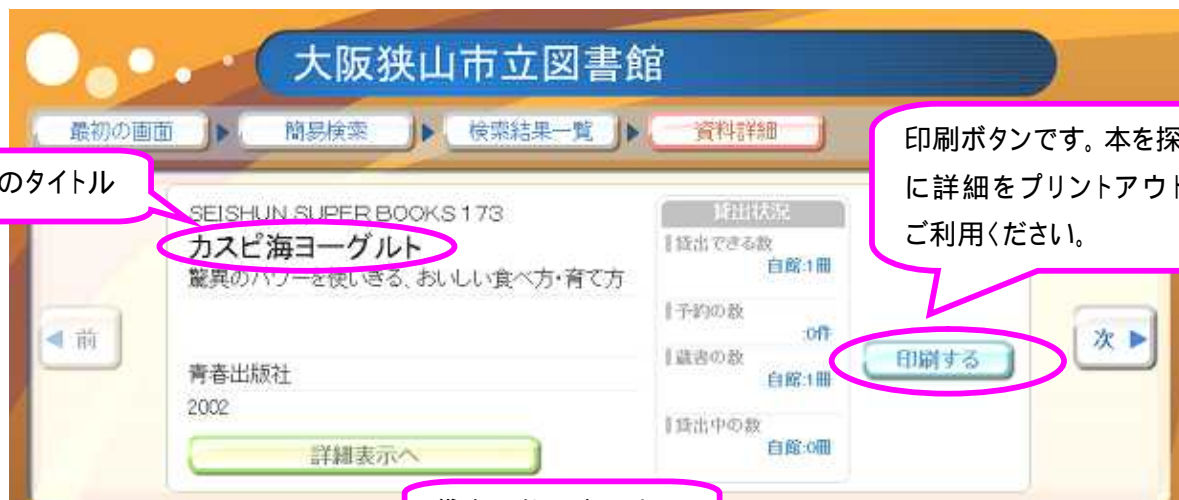 大阪狭山市立図書館
最初の画面
簡易検索
検索結果一覧
資料詳細
のタイトル
印刷ボタンです。本を探
に詳細をプリントアウト
ご利用ください。
SEISHUN SUPER BOOKS 173
カスピ海ヨーグルト
驚異のパワーを使いきる、おいしい食べ方・育て方
青春出版社
2002
詳細表示へ
貸出状況
貸出できる数
自館:1冊
予約の数
:0件
蔵書の数
自館:1冊
貸出中の数
自館:0冊
前
印刷する
次